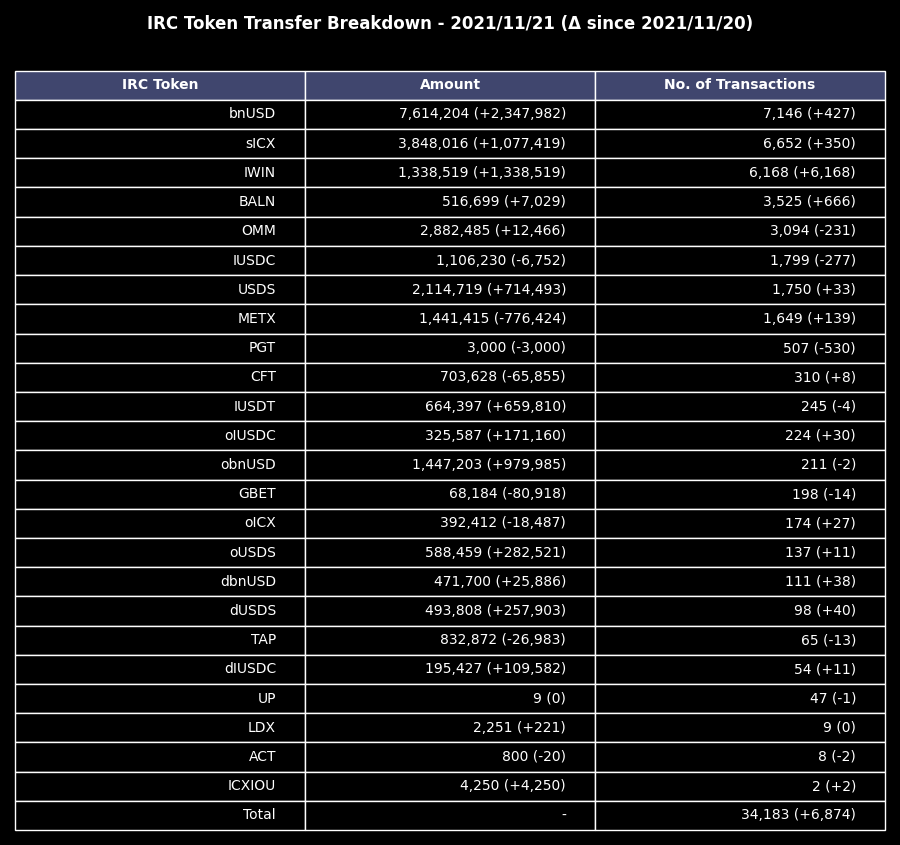 IRC Token Transfer Breakdown - 2021/11/21 (Δ since 2021/11/20)
IRC Token Amount No. of Transactions
bnUSD 7,614,204 (+2,347,982) 7,146 (+427)
sICX 3,848,016 (+1,077,419) 6,652 (+350)
IWIN 1,338,519 (+1,338,519) 6,168 (+6,168)
BALN 516,699 (+7,029) 3,525 (+666)
OMM 2,882,485 (+12,466) 3,094 (-231)
IUSDC 1,106,230 (-6,752) 1,799 (-277)
USDS 2,114,719 (+714,493) 1,750 (+33)
METX 1,441,415 (-776,424) 1,649 (+139)
PGT 3,000 (-3,000) 507 (-530)
CFT 703,628 (-65,855) 310 (+8)
IUSDT 664,397 (+659,810) 245 (-4)
oIUSDC 325,587 (+171,160) 224 (+30)
obnUSD 1,447,203 (+979,985) 211 (-2)
GBET 68,184 (-80,918) 198 (-14)
oICX 392,412 (-18,487) 174 (+27)
oUSDS 588,459 (+282,521) 137 (+11)
dbnUSD 471,700 (+25,886) 111 (+38)
dUSDS 493,808 (+257,903) 98 (+40)
TAP 832,872 (-26,983) 65 (-13)
dIUSDC 195,427 (+109,582) 54 (+11)
UP 9 (0) 47 (-1)
LDX 2,251 (+221) 9 (0)
ACT 800 (-20) 8 (-2)
ICXIOU 4,250 (+4,250) 2 (+2)
Total - 34,183 (+6,874)